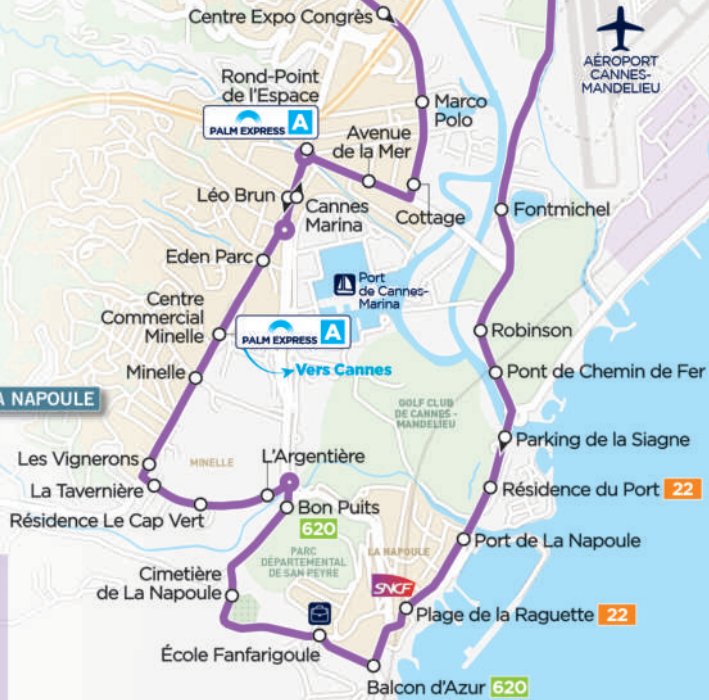 Centre Expo Congrès
AÉROPORT
CANNES-
MANDELIEU
Rond-Point
de l'Espace
PALM EXPRESS A
Marco
Polo
Avenue
de la Mer
Léo Brun
Cannes
Marina
Cottage
Fontmichel
Eden Parc
Port
de Cannes-
Marina
Centre
Commercial
Minelle
PALM EXPRESS A
Robinson
Vers Cannes
Minelle
Pont de Chemin de Fer
A NAPOULE
GOLF CLUB
DE CANNES -
MANDELIEU
Parking de la Siagne
Les Vignerons
MINELLE
L'Argentière
La Tavernière
Résidence du Port 22
Résidence Le Cap Vert
Bon Puits
620
Port de La Napoule
PARC
DÉPARTEMENTAL
DE SAN PEYRE
LA NAPOULE
Cimetière
de La Napoule
SNCF
Plage de la Raguette 22
École Fanfarigoule
Balcon d'Azur 620